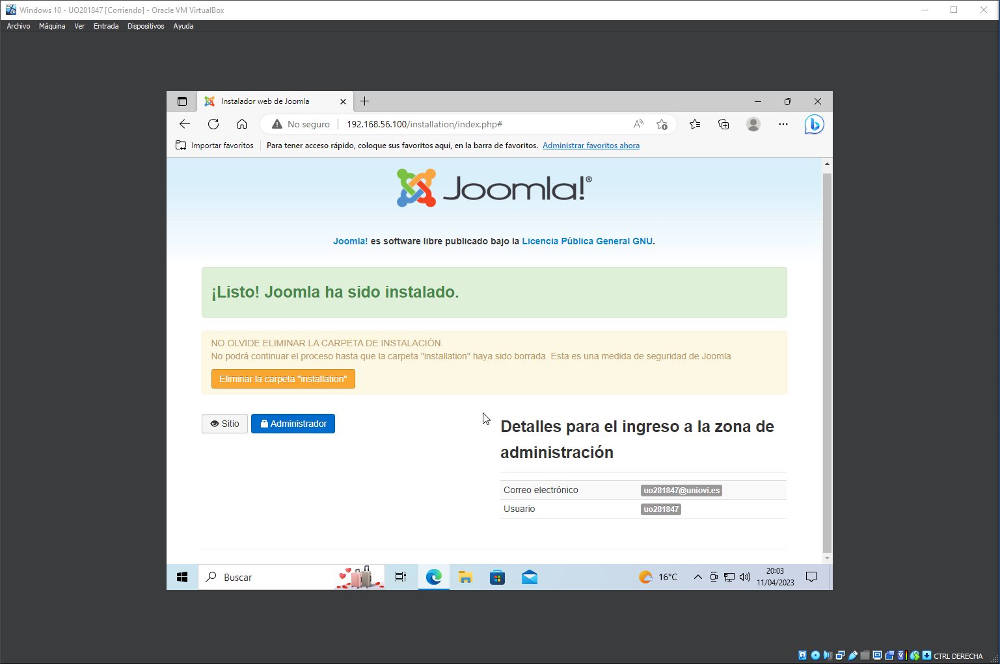 Windows 10 - UO281847 [Corriendo] - Oracle VM VirtualBox
Archivo Máquina Ver Entrada Dispositivos Ayuda
Instalador web de Joomla
No seguro 192.168.56.100/installation/index.php#
Importar favoritos Para tener acceso rápido, coloque sus favoritos aquí, en la barra de favoritos. Administrar favoritos ahora
Joomla!®
Joomla! es software libre publicado bajo la Licencia Pública General GNU.
¡Listo! Joomla ha sido instalado.
NO OLVIDE ELIMINAR LA CARPETA DE INSTALACIÓN.
No podrá continuar el proceso hasta que la carpeta "installation" haya sido borrada. Esta es una medida de seguridad de Joomla
Eliminar la carpeta "installation"
Sitio Administrador
Detalles para el ingreso a la zona de
administración
Correo electrónico uo281847@uniovi.es
Usuario uo281847
Buscar
16°C
20:03
11/04/2023
CTRL DERECHA